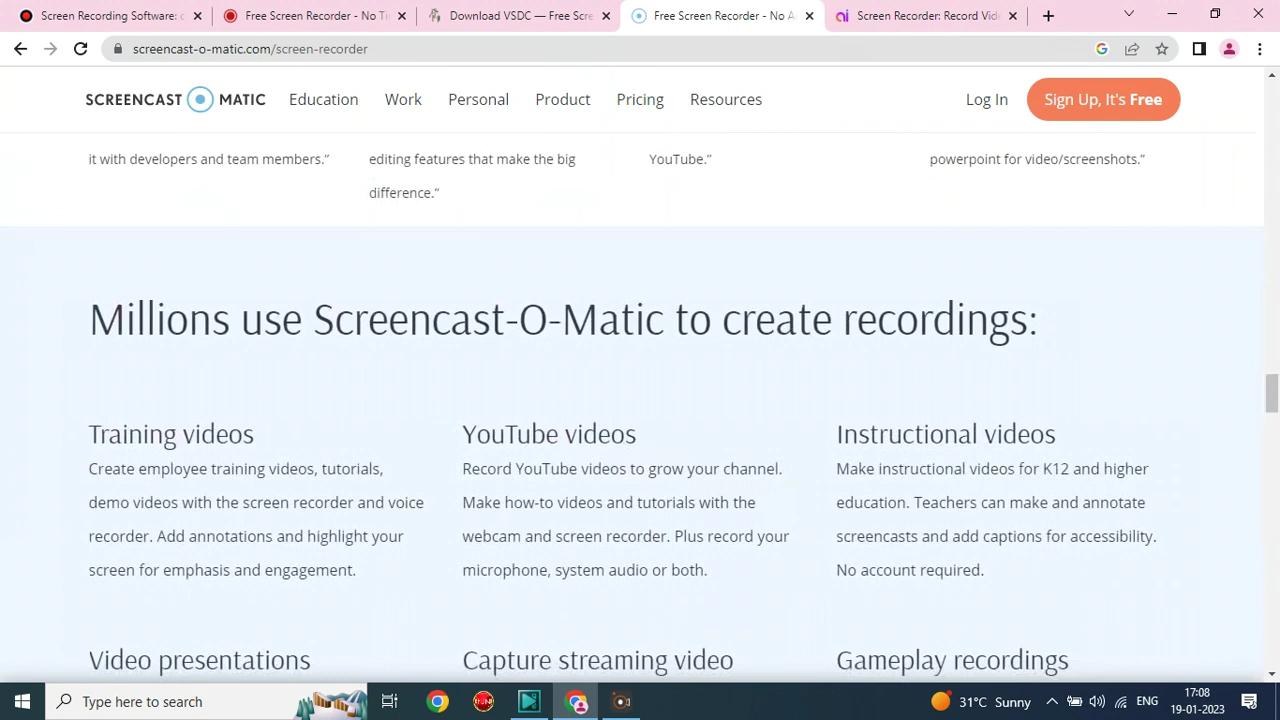 Screen Recording Software:
Free Screen Recorder - No Ti
Download VSDC — Free Scre
Free Screen Recorder - No A
Screen Recorder: Record Vid
screencast-o-matic.com/screen-recorder
SCREENCAST MATIC
Education
Work
Personal
Product
Pricing
Resources
Log In
Sign Up, It's Free
it with developers and team members.”
editing features that make the big
difference.”
YouTube.”
powerpoint for video/screenshots.”
Millions use Screencast-O-Matic to create recordings:
Training videos
Create employee training videos, tutorials,
demo videos with the screen recorder and voice
recorder. Add annotations and highlight your
screen for emphasis and engagement.
YouTube videos
Record YouTube videos to grow your channel.
Make how-to videos and tutorials with the
webcam and screen recorder. Plus record your
microphone, system audio or both.
Instructional videos
Make instructional videos for K12 and higher
education. Teachers can make and annotate
screencasts and add captions for accessibility.
No account required.
Video presentations
Capture streaming video
Gameplay recordings
Type here to search
31°C Sunny
ENG
17:08
19-01-2023